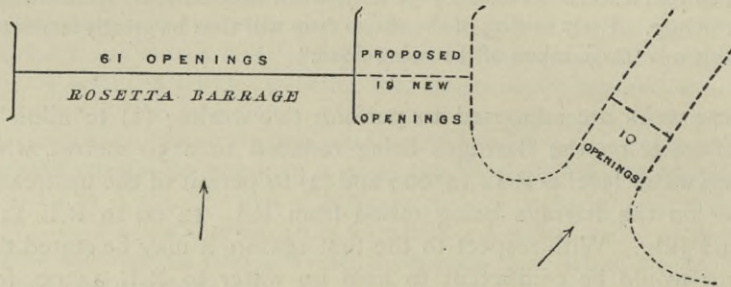 61 OPENINGS
ROSETTA BARRAGE
PROPOSED
19 NEW
OPENINGS
10
OPENINGS